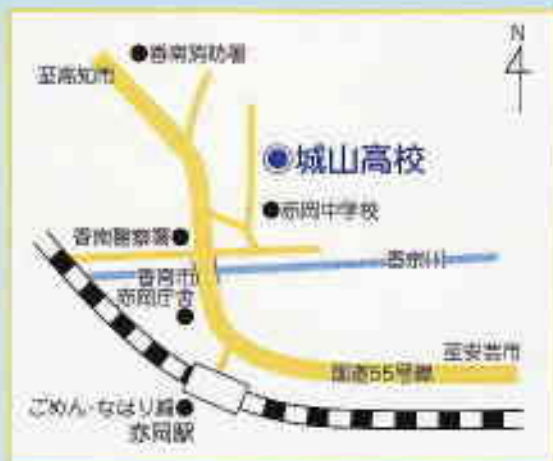 N
香南消防署
至高知市
城山高校
赤岡中学校
香南警察署
香宗川
香南市
赤岡庁舎
至安芸市
国道55号線
ごめん・なはり線
赤岡駅